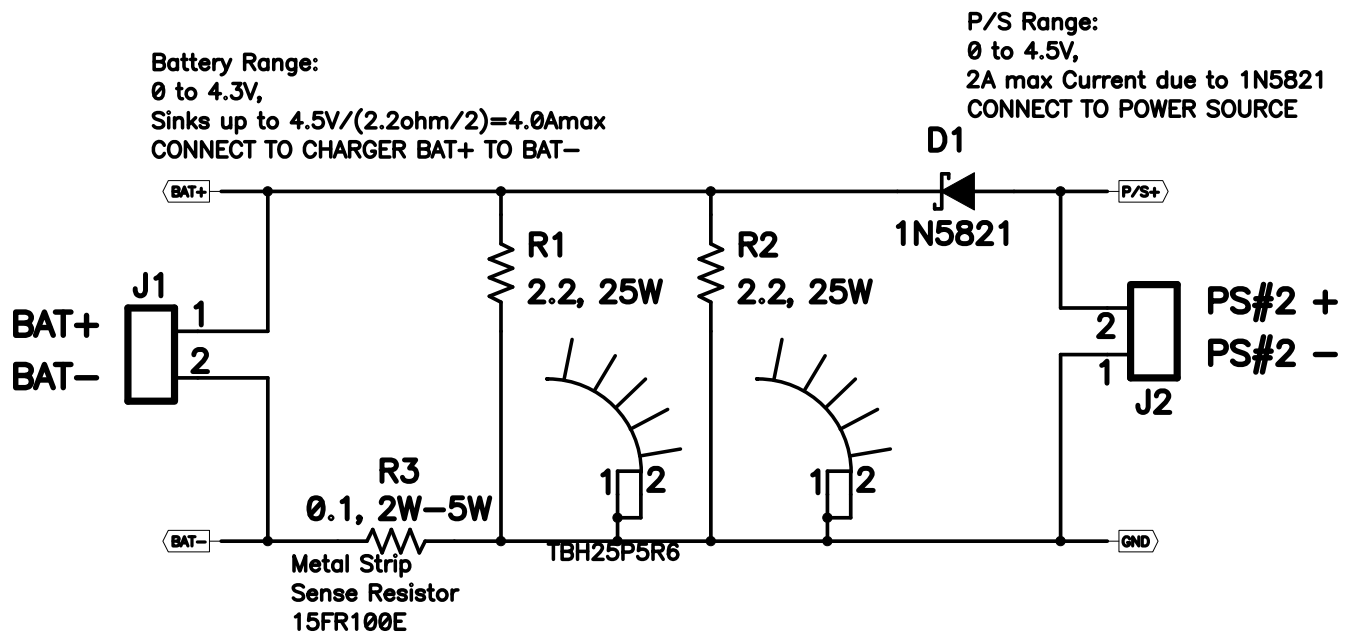 P/S Range:
0 to 4.5V,
2A max Current due to 1N5821
CONNECT TO POWER SOURCE
Battery Range:
0 to 4.3V,
Sinks up to 4.5V/(2.2ohm/2)=4.0Amax
CONNECT TO CHARGER BAT+ TO BAT-
D1
BAT+
P/S+
1N5821
R1
2.2, 25W
R2
2.2, 25W
J1
1
2
BAT+
BAT-
2
1
J2
PS#2 +
PS#2 -
R3
0.1, 2W-5W
1 2
1 2
BAT-
GND
TBH25P5R6
Metal Strip
Sense Resistor
15FR100E